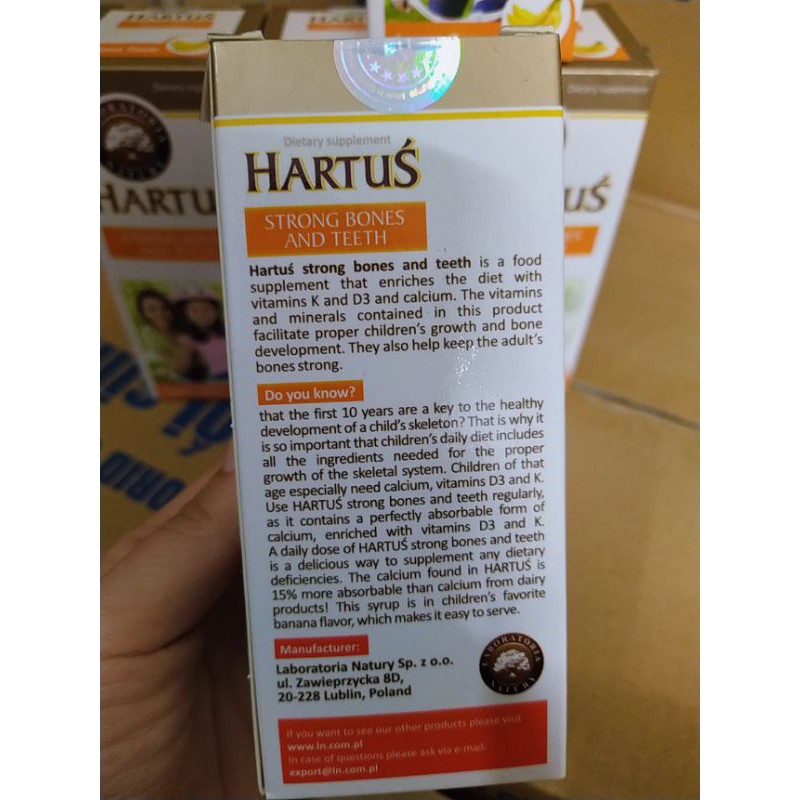 Dietary supplement
HARTUŚ
STRONG BONES
AND TEETH
Hartuś strong bones and teeth is a food
supplement that enriches the diet with
vitamins K and D3 and calcium. The vitamins
and minerals contained in this product
facilitate proper children's growth and bone
development. They also help keep the adult's
bones strong.
Do you know?
that the first 10 years are a key to the healthy
development of a child's skeleton? That is why it
is so important that children's daily diet includes
all the ingredients needed for the proper
growth of the skeletal system. Children of that
age especially need calcium, vitamins D3 and K.
Use HARTUŚ strong bones and teeth regularly,
as it contains a perfectly absorbable form of
calcium, enriched with vitamins D3 and K.
A daily dose of HARTUŚ strong bones and teeth
is a delicious way to supplement any dietary
deficiencies. The calcium found in HARTUŚ is
15% more absorbable than calcium from dairy
products! This syrup is in children's favorite
banana flavor, which makes it easy to serve.
Manufacturer:
Laboratoria Natury Sp. z o.o.
ul. Zawieprzycka 8D,
20-228 Lublin, Poland
LABORATORIA
NATURY
if you want to see our other products please visit
www.ln.com.pl
In case of questions please ask via e-mail:
export@ln.com.pl
HARTU
UŚ